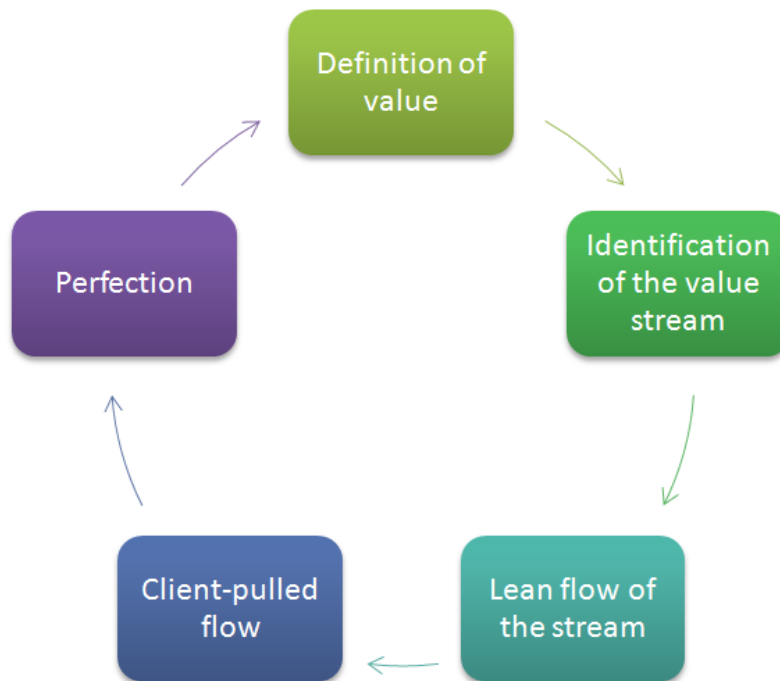 Definition of
value
Identification
of the value
stream
Lean flow of
the stream
Client-pulled
flow
Perfection